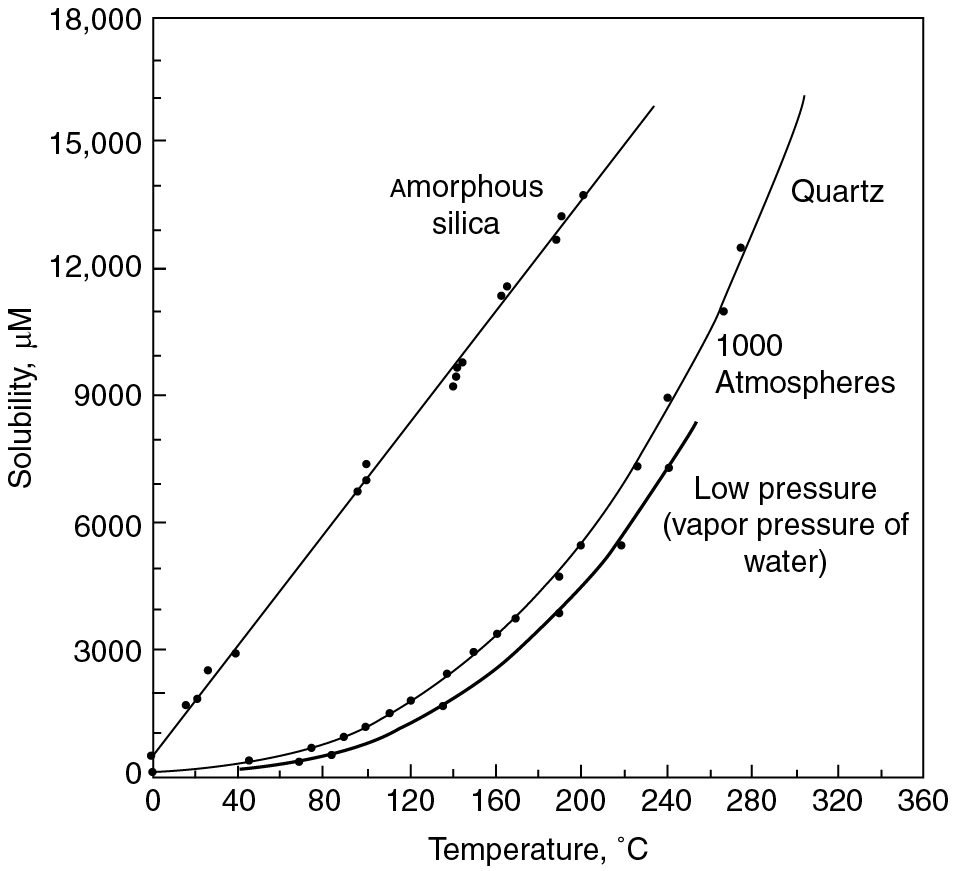 18,000
15,000
12,000
9000
6000
3000
0
Solubility, μM
Amorphous
silica
Quartz
1000
Atmospheres
Low pressure
(vapor pressure of
water)
0 40 80 120 160 200 240 280 320 360
Temperature, ˚C